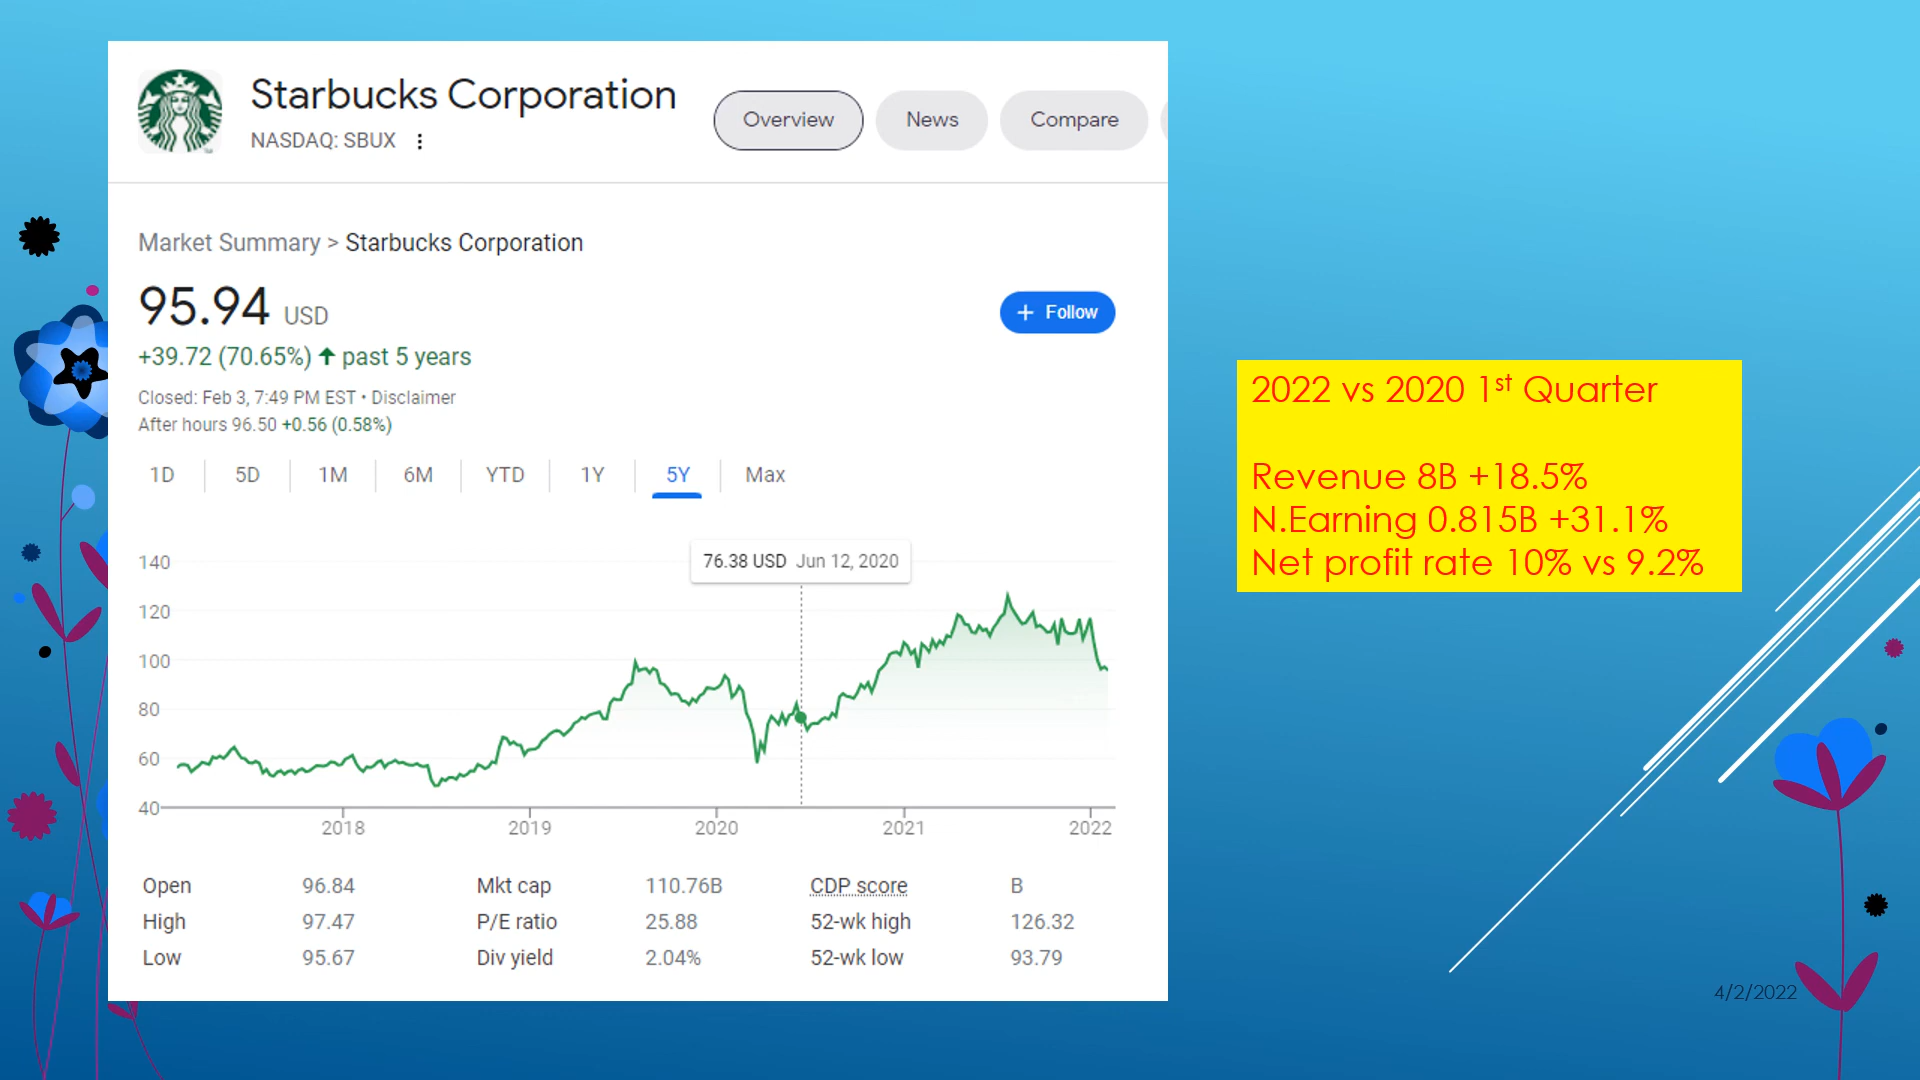 Starbucks Corporation
NASDAQ: SBUX
Overview
News
Compare
Market Summary > Starbucks Corporation
95.94 USD
+ Follow
+39.72 (70.65%) ↑ past 5 years
Closed: Feb 3, 7:49 PM EST • Disclaimer
After hours 96.50 +0.56 (0.58%)
1D 5D 1M 6M YTD 1Y 5Y Max
76.38 USD Jun 12, 2020
140
120
100
80
60
40
2018 2019 2020 2021 2022
Open 96.84 Mkt cap 110.76B CDP score B
High 97.47 P/E ratio 25.88 52-wk high 126.32
Low 95.67 Div yield 2.04% 52-wk low 93.79
2022 vs 2020 1st Quarter
Revenue 8B +18.5%
N.Earning 0.815B +31.1%
Net profit rate 10% vs 9.2%
4/2/2022